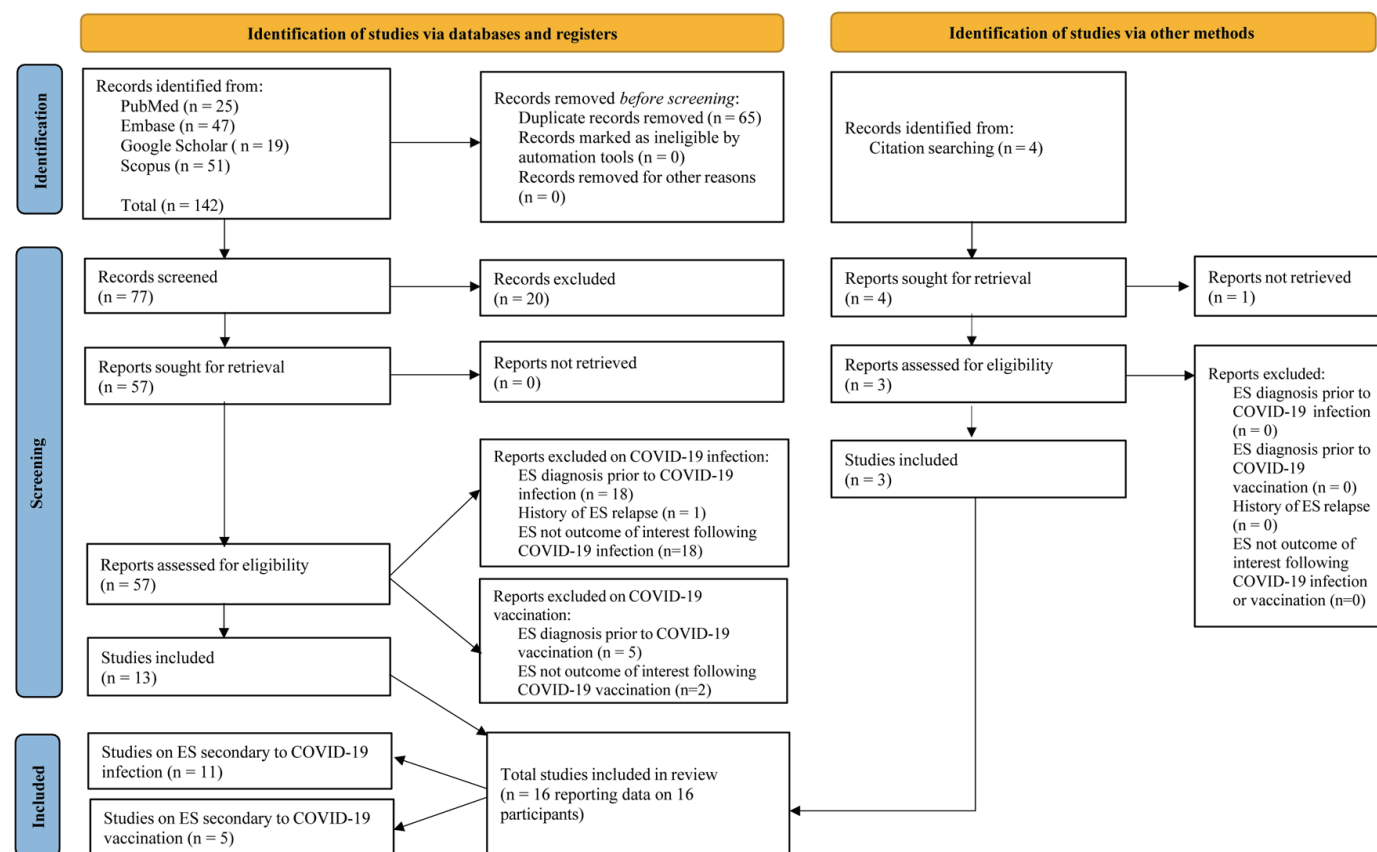 Identification of studies via databases and registers
Identification of studies via other methods
Identification
Records identified from:
PubMed (n = 25)
Embase (n = 47)
Google Scholar ( n = 19)
Scopus (n = 51)
Total (n = 142)
Records removed before screening:
Duplicate records removed (n = 65)
Records marked as ineligible by
automation tools (n = 0)
Records removed for other reasons
(n = 0)
Records identified from:
Citation searching (n = 4)
Screening
Records screened
(n = 77)
Records excluded
(n = 20)
Reports sought for retrieval
(n = 4)
Reports not retrieved
(n = 1)
Reports sought for retrieval
(n = 57)
Reports not retrieved
(n = 0)
Reports assessed for eligibility
(n = 3)
Reports excluded:
ES diagnosis prior to
COVID-19 infection
(n = 0)
ES diagnosis prior to
COVID-19
vaccination (n = 0)
History of ES relapse
(n = 0)
ES not outcome of
interest following
COVID-19 infection
or vaccination (n=0)
Studies included
(n = 3)
Reports assessed for eligibility
(n = 57)
Reports excluded on COVID-19 infection:
ES diagnosis prior to COVID-19
infection (n = 18)
History of ES relapse (n = 1)
ES not outcome of interest following
COVID-19 infection (n=18)
Reports excluded on COVID-19
vaccination:
ES diagnosis prior to COVID-19
vaccination (n = 5)
ES not outcome of interest following
COVID-19 vaccination (n=2)
Studies included
(n = 13)
Included
Studies on ES secondary to COVID-19
infection (n = 11)
Studies on ES secondary to COVID-19
vaccination (n = 5)
Total studies included in review
(n = 16 reporting data on 16
participants)